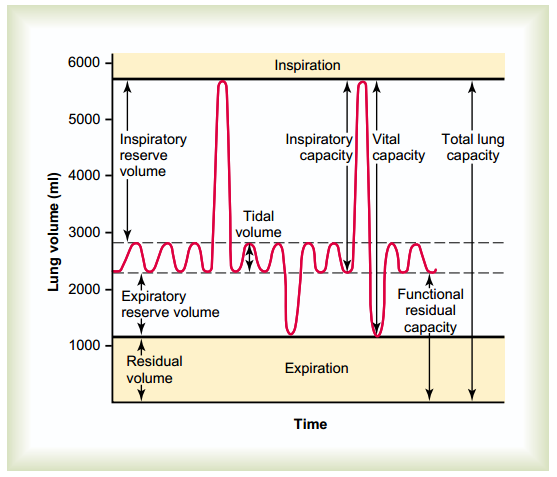 6000
Inspiration
5000
Inspiratory
reserve
volume
Inspiratory
capacity
Vital
capacity
Total lung
capacity
4000
Lung volume (ml)
3000
Tidal
volume
2000
Expiratory
reserve volume
Functional
residual
capacity
1000
Residual
volume
Expiration
Time